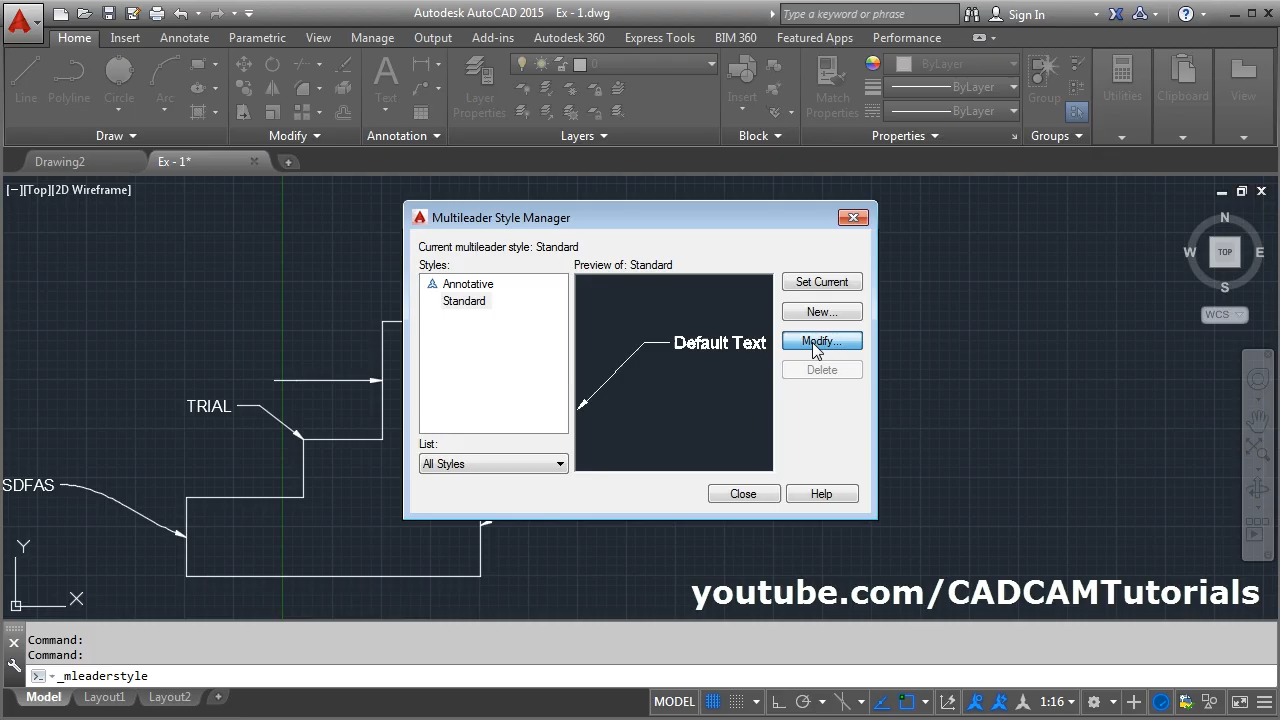 Autodesk AutoCAD 2015 Ex - 1.dwg
Type a keyword or phrase
Sign In
Home Insert Annotate Parametric View Manage Output Add-ins Autodesk 360 Express Tools BIM 360 Featured Apps Performance
Line Polyline Circle Arc
Text
Layer Properties
0
Insert
Match Properties
ByLayer
ByLayer
ByLayer
Group
Utilities
Clipboard
View
Draw Modify Annotation Layers Block Properties Groups
Drawing2 Ex - 1*
[−][Top][2D Wireframe]
N
W TOP E
S
WCS
Multileader Style Manager
Current multileader style: Standard
Styles:
Preview of: Standard
Annotative
Standard
Default Text
Set Current
New...
Modify...
Delete
List:
All Styles
Close Help
TRIAL
SDFAS
Y
X
youtube.com/CADCAMTutorials
Command:
Command:
_mleaderstyle
Model Layout1 Layout2 +
MODEL
1:16